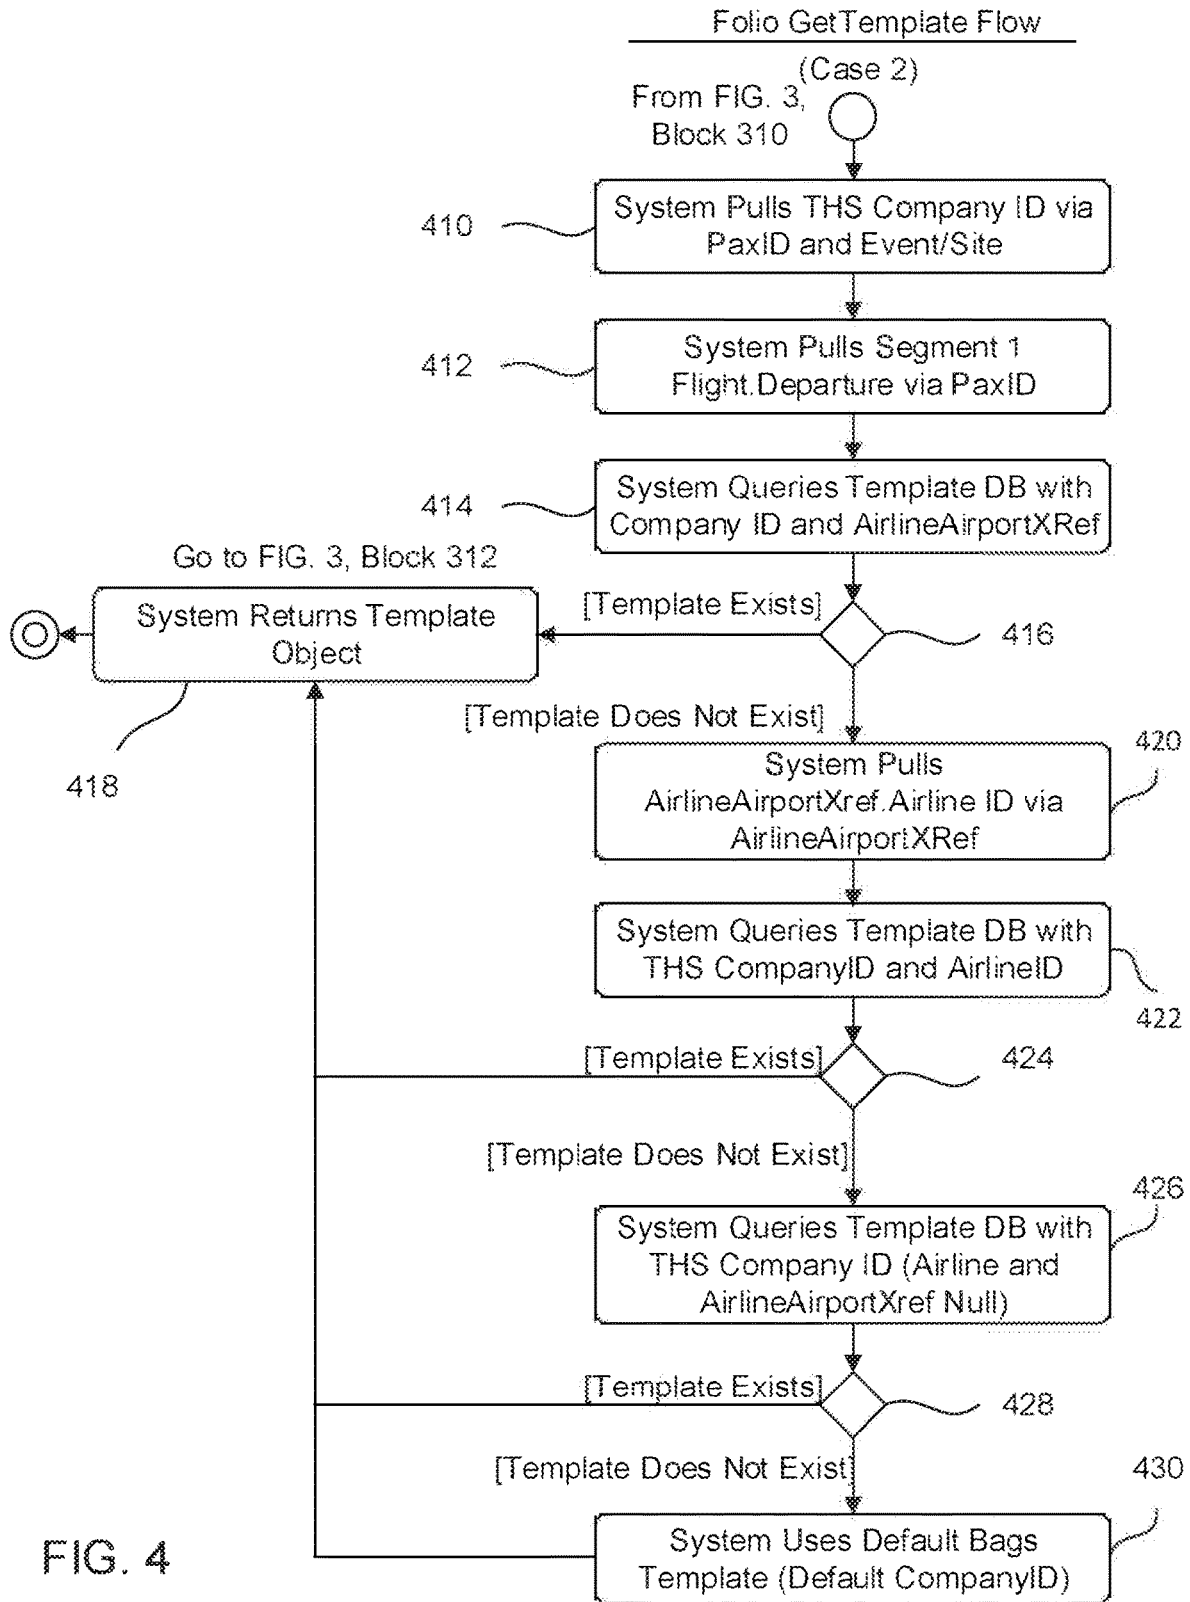 Folio GetTemplate Flow
(Case 2)
From FIG. 3,
Block 310
410
System Pulls THS Company ID via
PaxID and Event/Site
412
System Pulls Segment 1
Flight.Departure via PaxID
414
System Queries Template DB with
Company ID and AirlineAirportXRef
Go to FIG. 3, Block 312
System Returns Template
Object
[Template Exists]
416
418
[Template Does Not Exist]
420
System Pulls
AirlineAirportXref.Airline ID via
AirlineAirportXRef
System Queries Template DB with
THS CompanyID and AirlineID
422
[Template Exists]
424
[Template Does Not Exist]
426
System Queries Template DB with
THS Company ID (Airline and
AirlineAirportXref Null)
[Template Exists]
428
[Template Does Not Exist]
430
System Uses Default Bags
Template (Default CompanyID)
FIG. 4